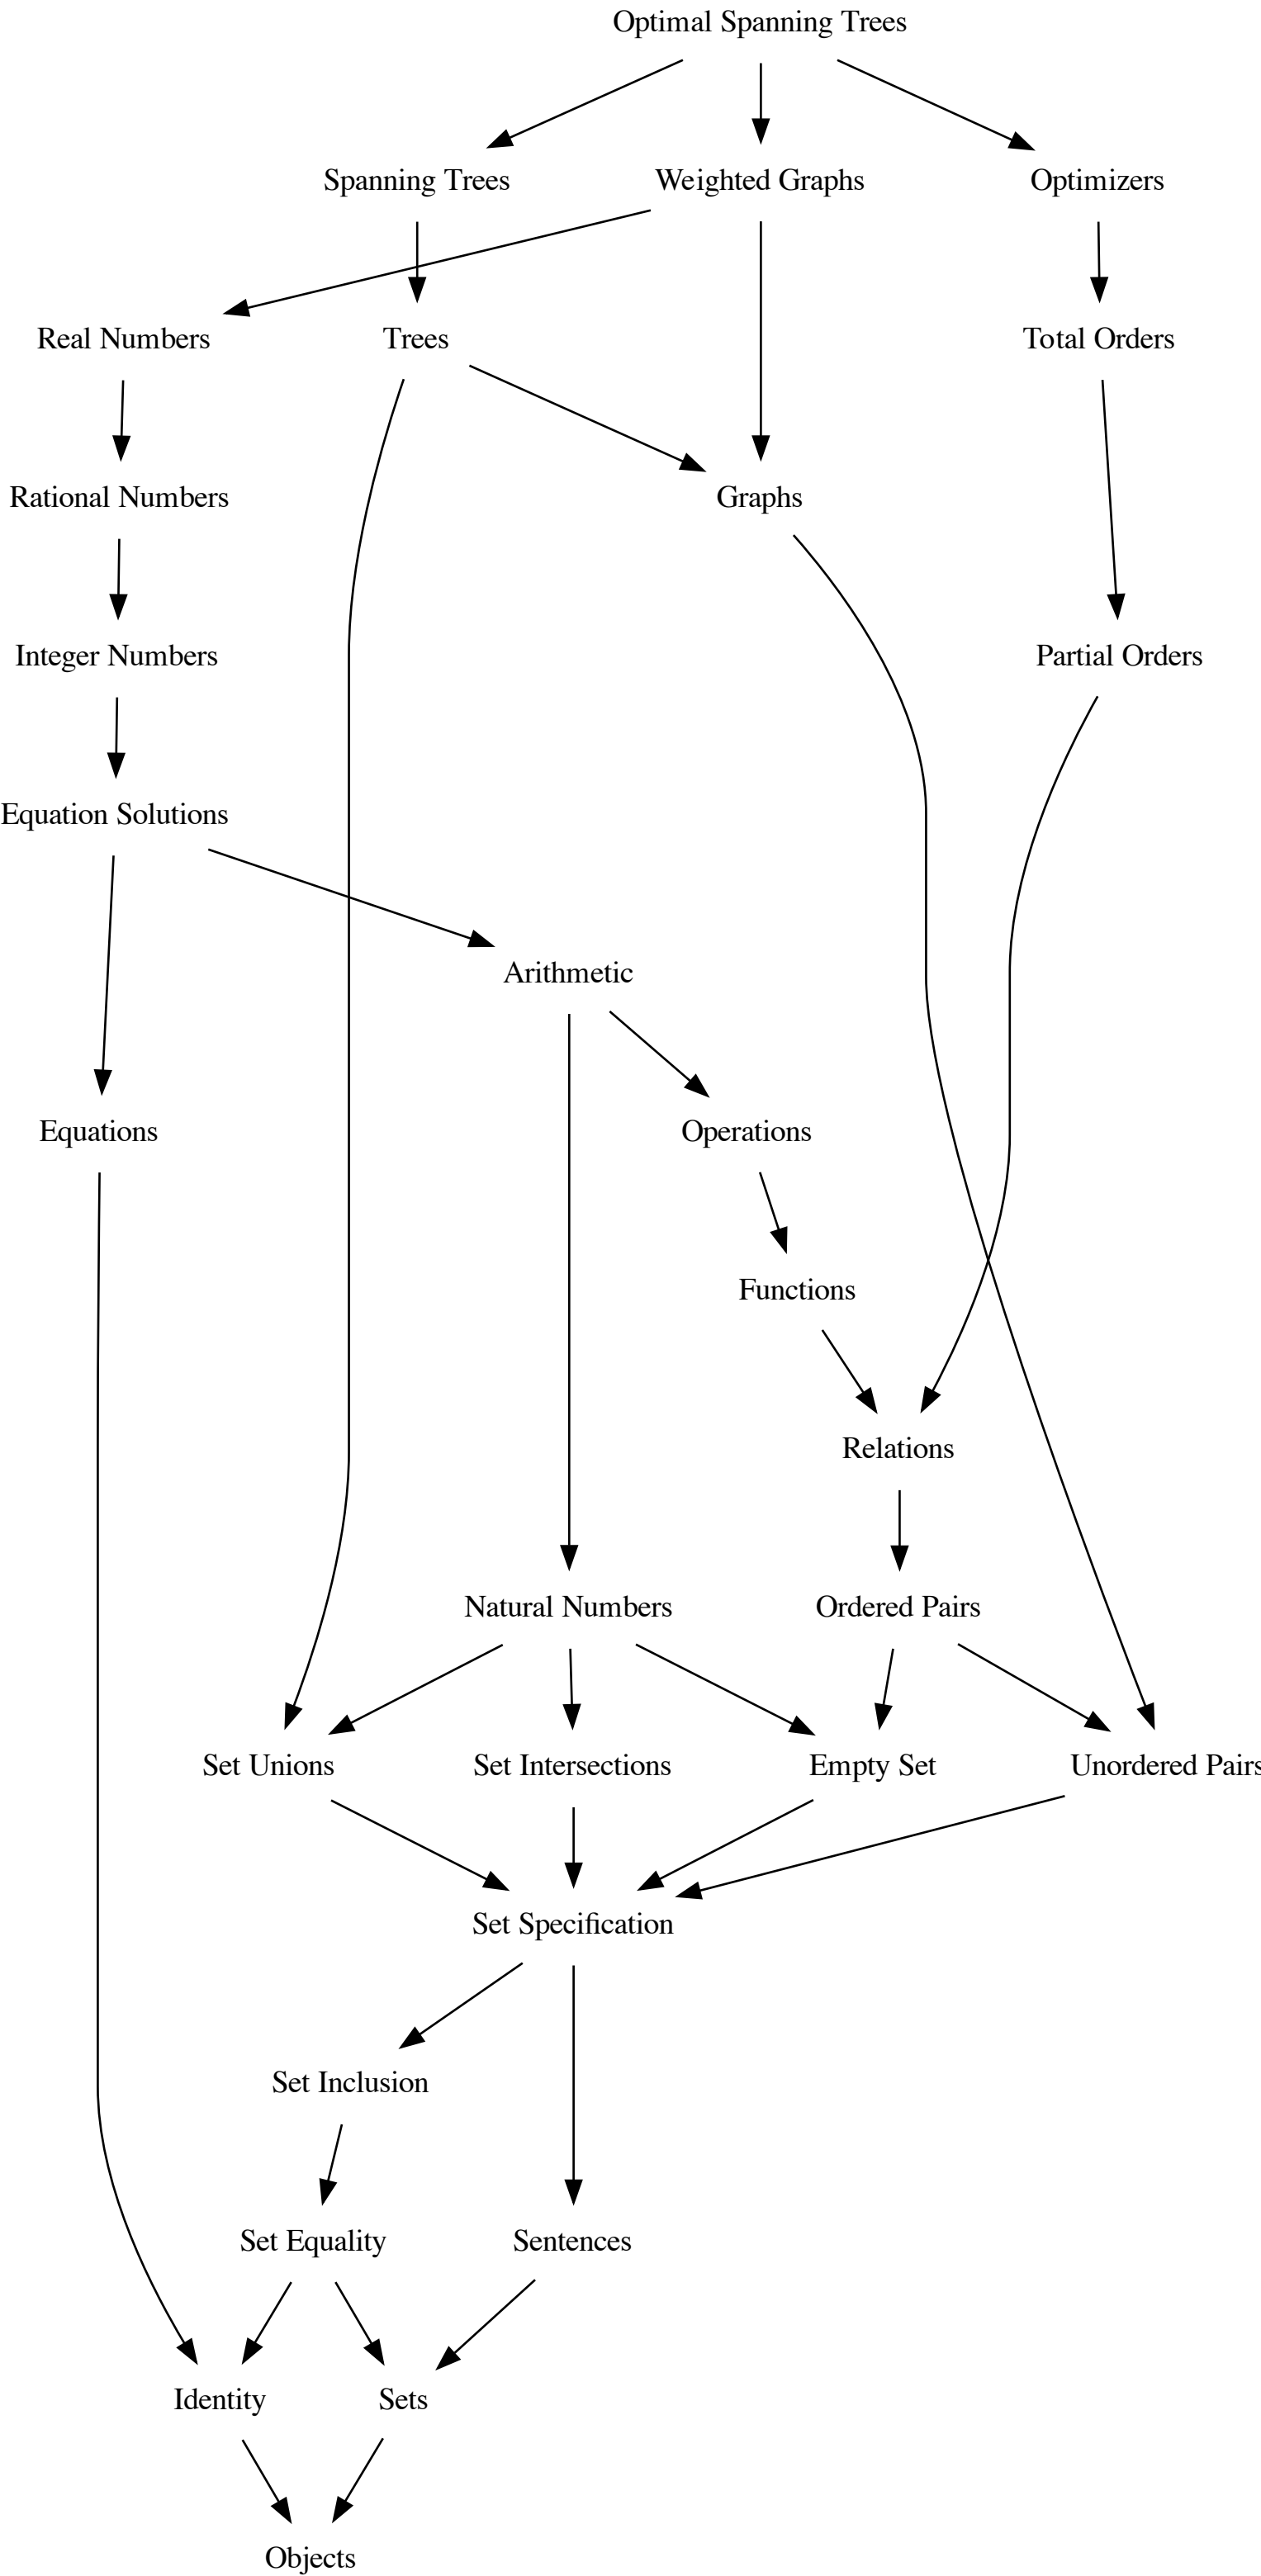 Optimal Spanning Trees
Spanning Trees
Weighted Graphs
Optimizers
Real Numbers
Trees
Total Orders
Rational Numbers
Graphs
Integer Numbers
Partial Orders
Equation Solutions
Arithmetic
Equations
Operations
Functions
Relations
Natural Numbers
Ordered Pairs
Set Unions
Set Intersections
Empty Set
Unordered Pairs
Set Specification
Set Inclusion
Set Equality
Sentences
Identity
Sets
Objects